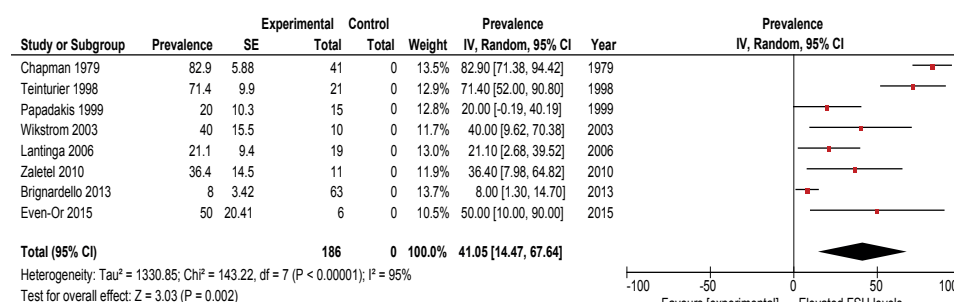 Experimental Control Prevalence Prevalence
Study or Subgroup Prevalence SE Total Total Weight IV, Random, 95% CI Year IV, Random, 95% CI
Chapman 1979 82.9 5.88 41 0 13.5% 82.90 [71.38, 94.42] 1979
Teinturier 1998 71.4 9.9 21 0 12.9% 71.40 [52.00, 90.80] 1998
Papadakis 1999 20 10.3 15 0 12.8% 20.00 [-0.19, 40.19] 1999
Wikstrom 2003 40 15.5 10 0 11.7% 40.00 [9.62, 70.38] 2003
Lantinga 2006 21.1 9.4 19 0 13.0% 21.10 [2.68, 39.52] 2006
Zaletel 2010 36.4 14.5 11 0 11.9% 36.40 [7.98, 64.82] 2010
Brignardello 2013 8 3.42 63 0 13.7% 8.00 [1.30, 14.70] 2013
Even-Or 2015 50 20.41 6 0 10.5% 50.00 [10.00, 90.00] 2015
Total (95% CI) 186 0 100.0% 41.05 [14.47, 67.64]
Heterogeneity: Tau² = 1330.85; Chi² = 143.22, df = 7 (P < 0.00001); I² = 95%
-100 -50 0 50 100
Test for overall effect: Z = 3.03 (P = 0.002)
Favours [experimental] Elevated FSH levels